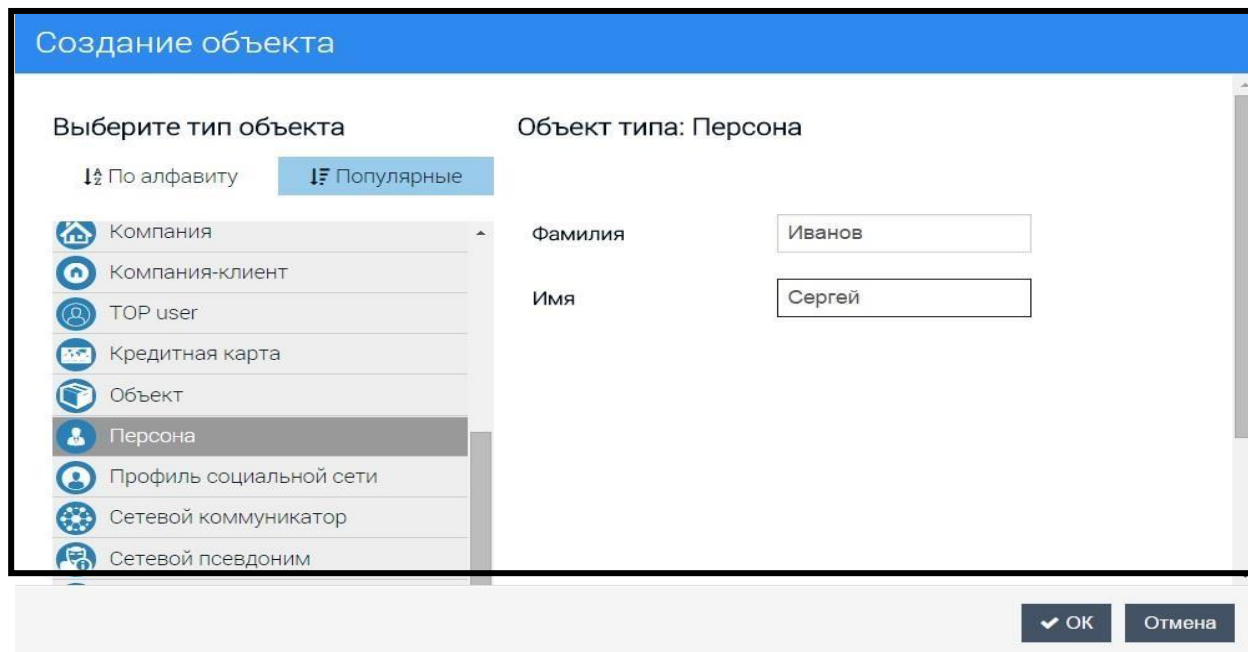 Создание объекта
Выберите тип объекта
По алфавиту
Популярные
Компания
Компания-клиент
TOP user
Кредитная карта
Объект
Персона
Профиль социальной сети
Сетевой коммуникатор
Сетевой псевдоним
Объект типа: Персона
Фамилия Иванов
Имя Сергей
ОК Отмена